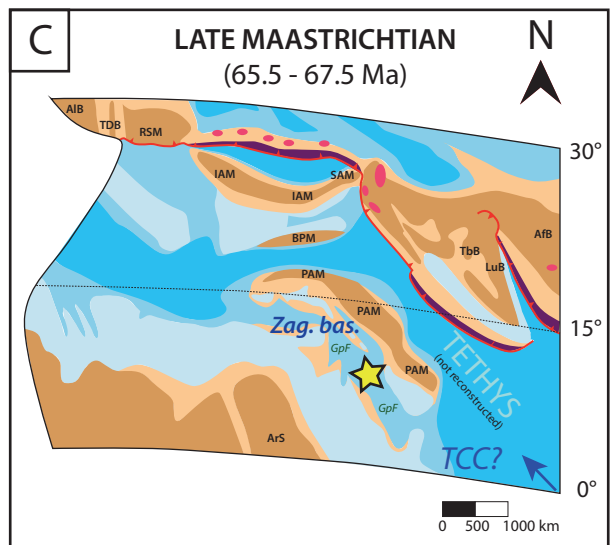 C
LATE MAASTRICHTIAN
(65.5 - 67.5 Ma)
N
AlB
TDB
RSM
30°
IAM
SAM
IAM
BPM
TbB
AfB
LuB
PAM
PAM
15°
Zag. bas.
GpF
TETHYS
(not reconstructed)
PAM
GpF
ArS
TCC?
0°
0 500 1000 km